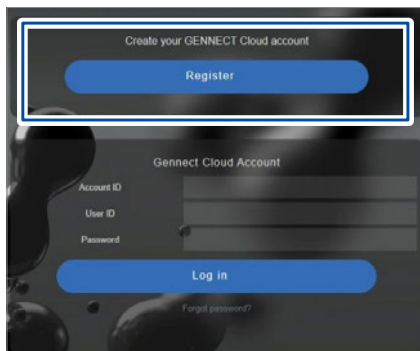 Create your GENNECT Cloud account
Register
Gennect Cloud Account
Account ID
User ID
Password
Log in
Forgot password?